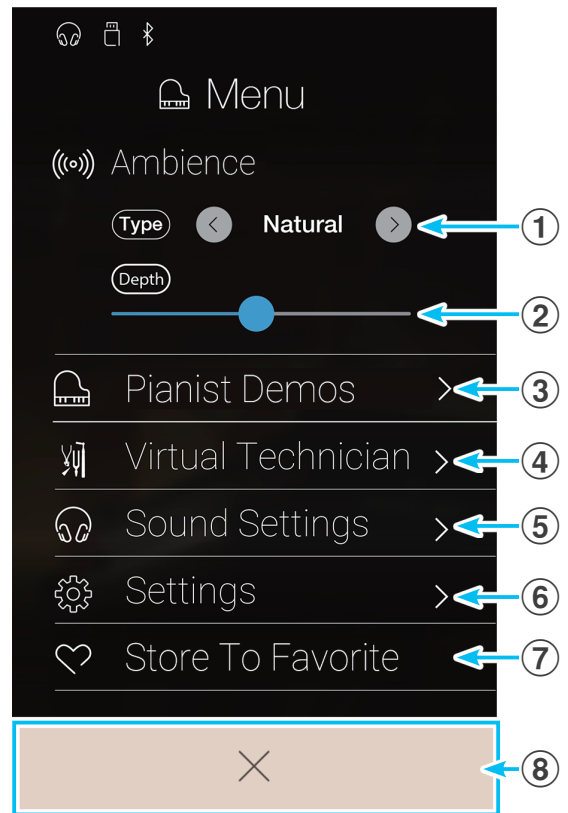 Menu
Ambience
Type Natural 1
Depth
2
Pianist Demos 3
Virtual Technician 4
Sound Settings 5
Settings 6
Store To Favorite 7
8